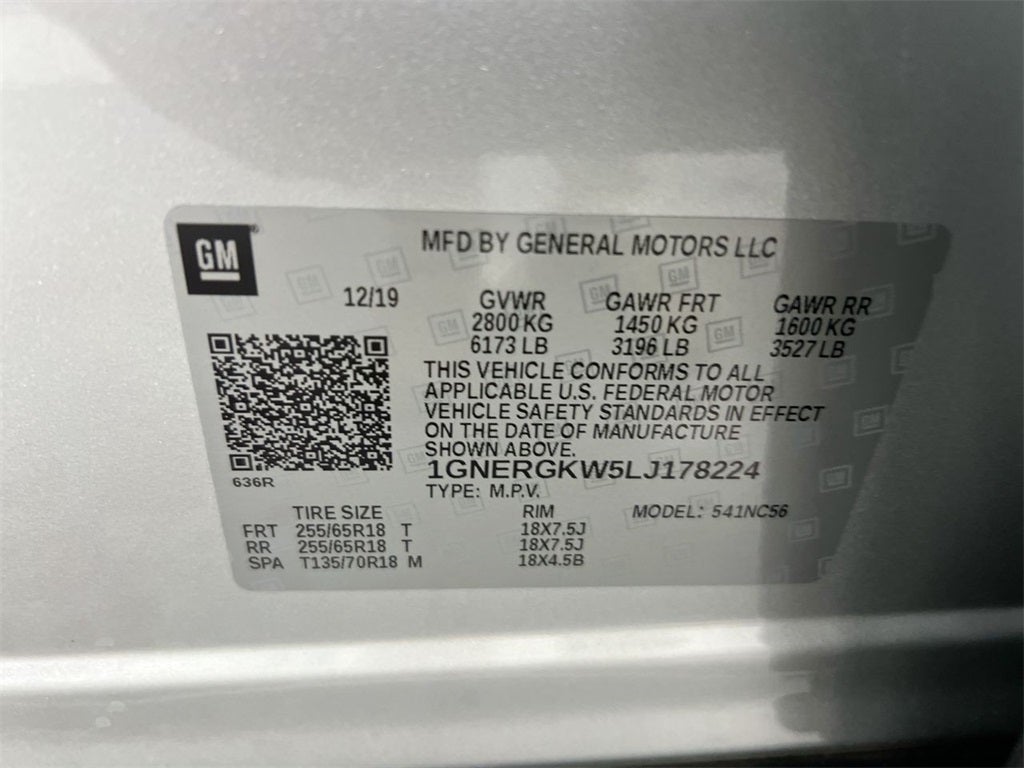 GM
MFD BY GENERAL MOTORS LLC
12/19 GVWR GAWR FRT GAWR RR
2800 KG 1450 KG 1600 KG
6173 LB 3196 LB 3527 LB
THIS VEHICLE CONFORMS TO ALL
APPLICABLE U.S. FEDERAL MOTOR
VEHICLE SAFETY STANDARDS IN EFFECT
ON THE DATE OF MANUFACTURE
SHOWN ABOVE.
1GNERGKW5LJ178224
636R
TYPE: M.P.V.
TIRE SIZE RIM MODEL: 541NC56
FRT 255/65R18 T 18X7.5J
RR 255/65R18 T 18X7.5J
SPA T135/70R18 M 18X4.5B